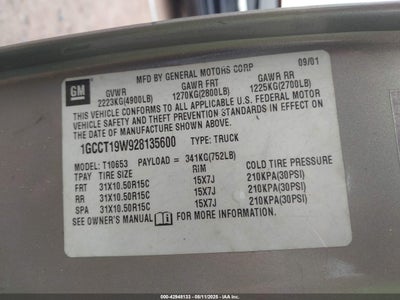 GM
MFD BY GENERAL MOTORS CORP 09/01
GVWR GAWR FRT GAWR RR
2223KG(4900LB) 1270KG(2800LB) 1225KG(2700LB)
THIS VEHICLE CONFORMS TO ALL APPLICABLE U.S. FEDERAL MOTOR
VEHICLE SAFETY AND THEFT PREVENTION STANDARDS IN EFFECT ON
THE DATE OF MANUFACTURE SHOWN ABOVE.
1GCCT19W928135600 TYPE: TRUCK
MODEL: T10653 PAYLOAD = 341KG(752LB)
TPAY TIRE SIZE RIM COLD TIRE PRESSURE
FRT 31X10.50R15C 15X7J 210KPA(30PSI)
RR 31X10.50R15C 15X7J 210KPA(30PSI)
SPA 31X10.50R15C 15X7J 210KPA(30PSI)
SEE OWNER'S MANUAL FOR MORE INFORMATION
000-42948133 - 08/11/2025 - IAA Inc.